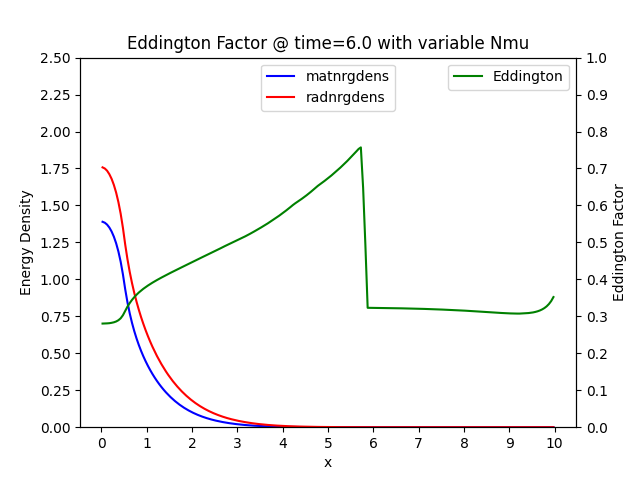 Eddington Factor @ time=6.0 with variable Nmu
matnrgdens
radnrgdens
Eddington
2.50
2.25
2.00
1.75
1.50
1.25
1.00
0.75
0.50
0.25
0.00
Energy Density
1.0
0.9
0.8
0.7
0.6
0.5
0.4
0.3
0.2
0.1
0.0
Eddington Factor
0 1 2 3 4 5 6 7 8 9 10
x